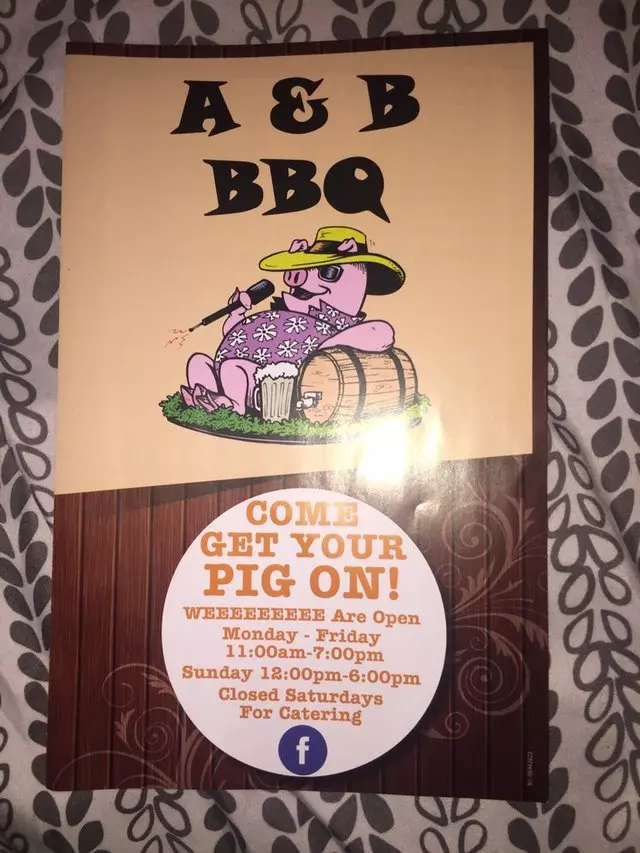 A & B
BBQ
COME
GET YOUR
PIG ON!
WEEEEEEEEE Are Open
Monday - Friday
11:00am-7:00pm
Sunday 12:00pm-6:00pm
Closed Saturdays
For Catering
f